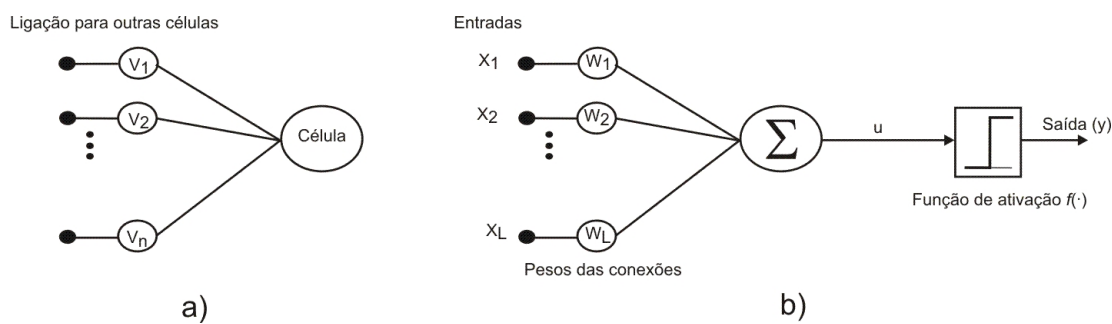 Ligação para outras células
V1
V2
Vn
Célula
a)
Entradas
X1
X2
XL
W1
W2
WL
Pesos das conexões
Σ
u
Saída (y)
Função de ativação f(·)
b)